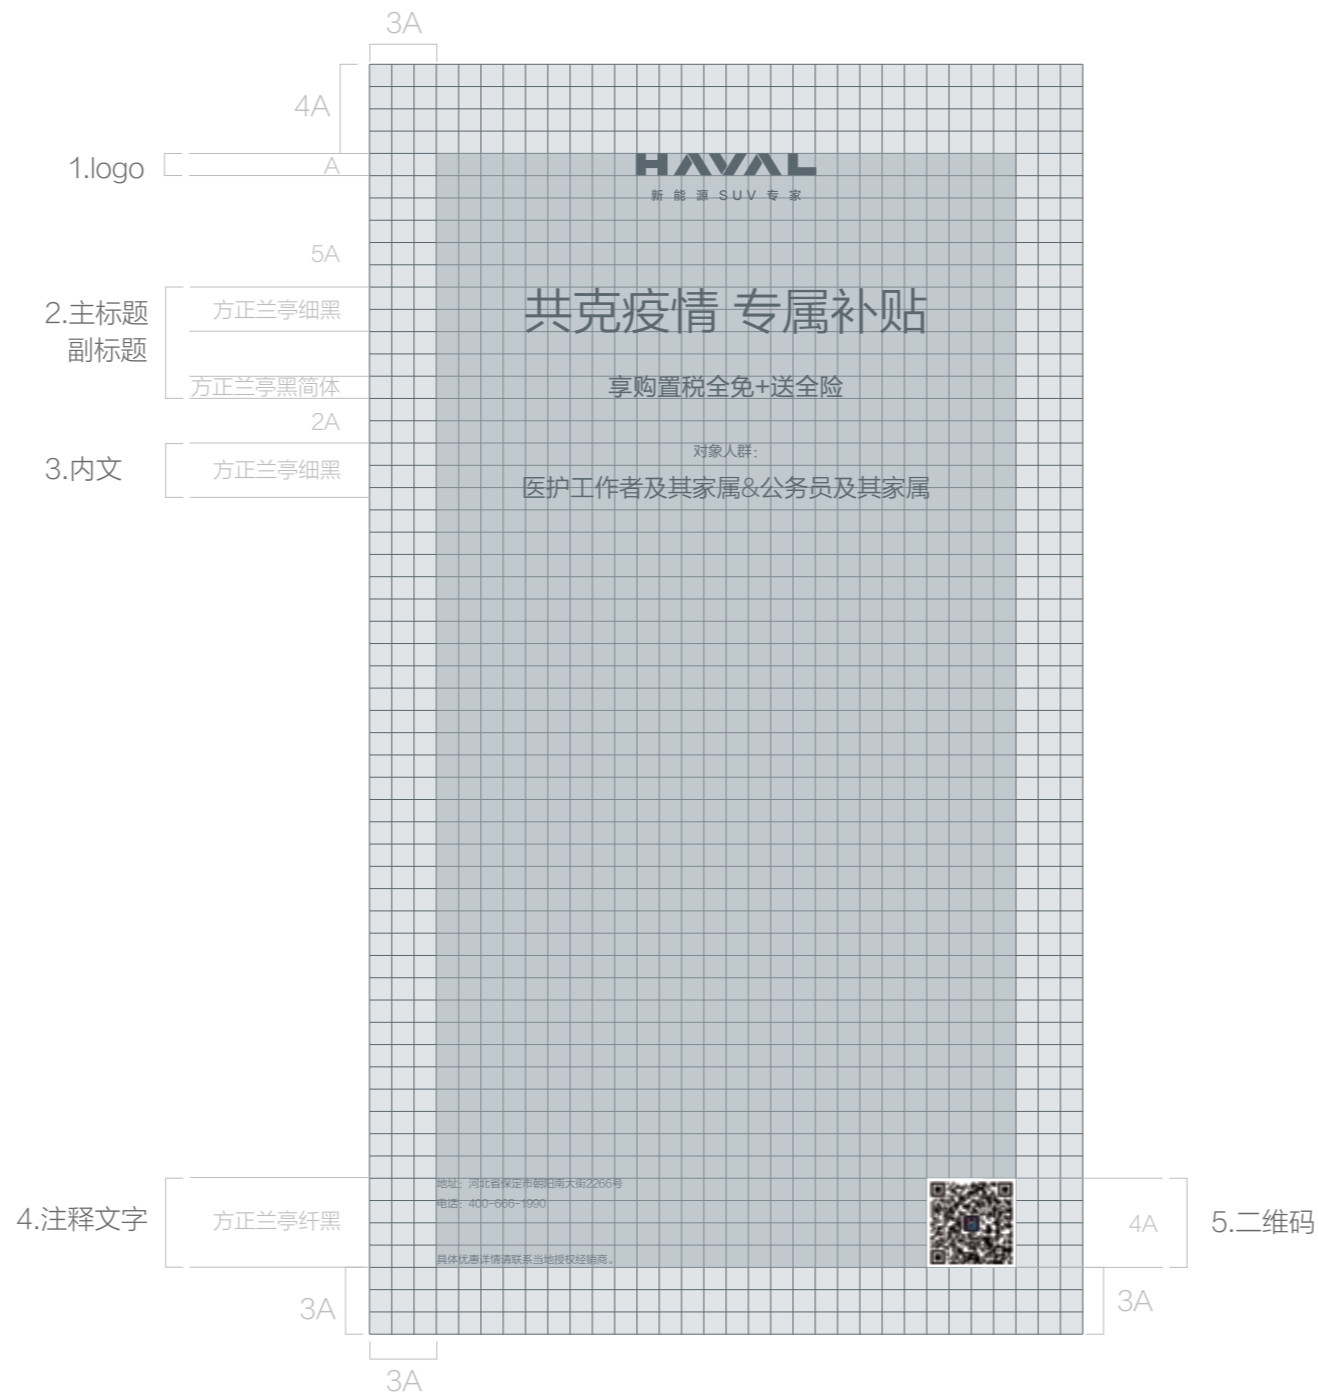 3A
4A
1.logo
A
HAVAL
新能源SUV专家
5A
2.主标题
副标题
方正兰亭细黑
共克疫情 专属补贴
方正兰亭黑简体
享购置税全免+送全险
2A
3.内文
方正兰亭细黑
对象人群：
医护工作者及其家属&公务员及其家属
4.注释文字
方正兰亭纤黑
地址：河北省保定市朝阳南大街2266号
电话：400-666-1990
具体优惠详情请联系当地授权经销商。
4A
5.二维码
3A
3A
3A